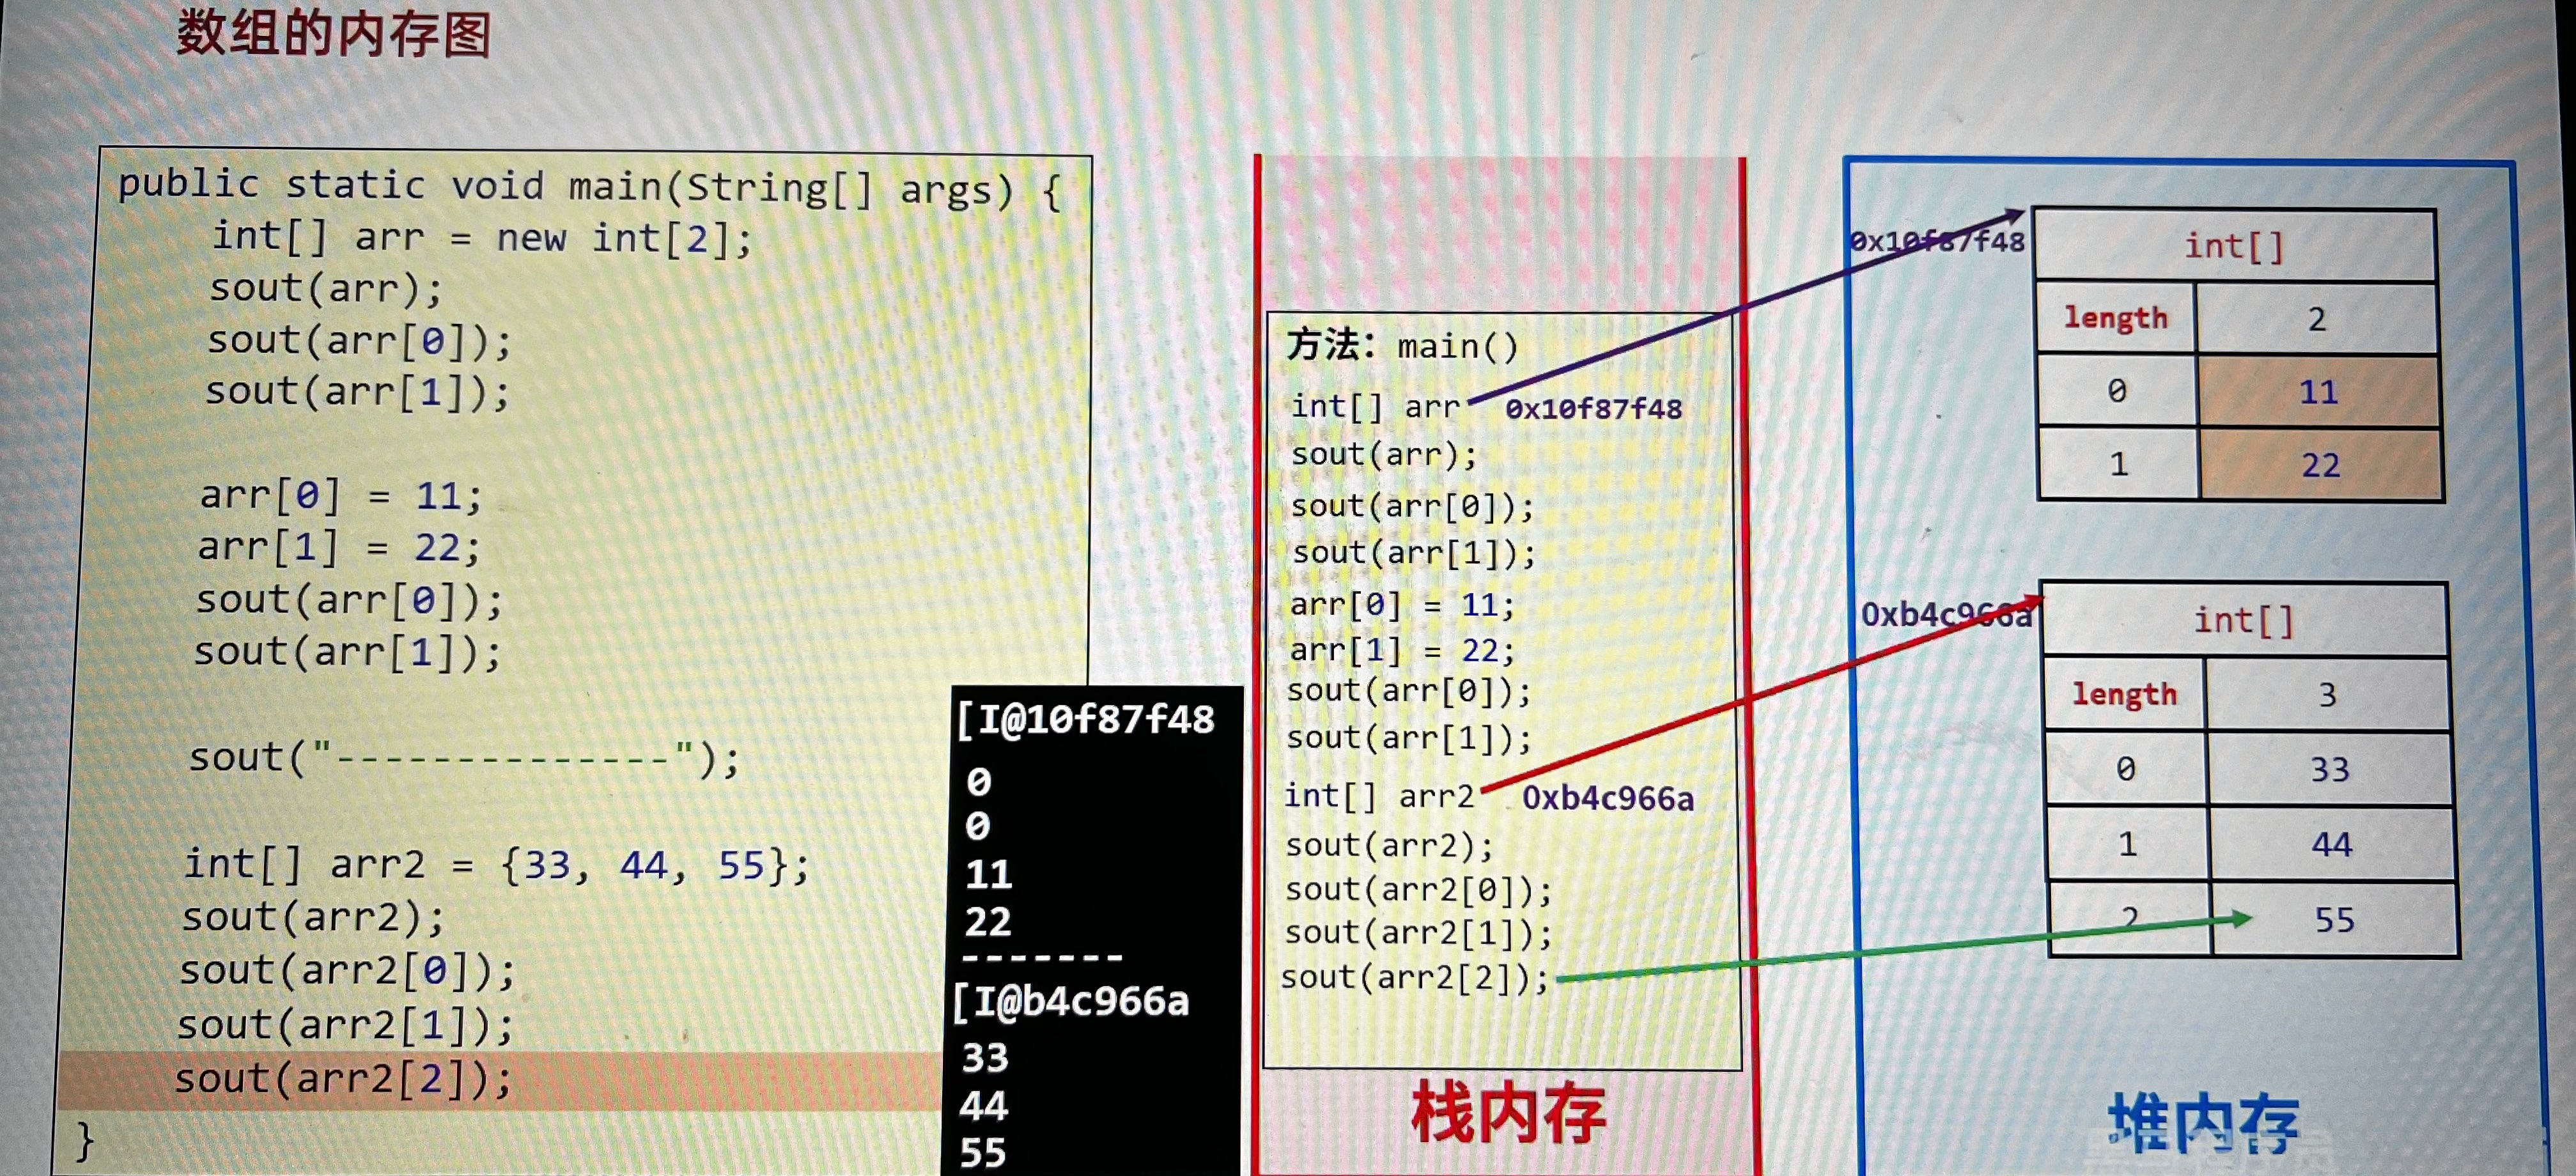 数组的内存图
public static void main(String[] args) {
int[] arr = new int[2];
sout(arr);
sout(arr[0]);
sout(arr[1]);
arr[0] = 11;
arr[1] = 22;
sout(arr[0]);
sout(arr[1]);
sout("--------------");
int[] arr2 = {33, 44, 55};
sout(arr2);
sout(arr2[0]);
sout(arr2[1]);
sout(arr2[2]);
}
[I@10f87f48
0
0
11
22
-------
[I@b4c966a
33
44
55
方法：main()
int[] arr 0x10f87f48
sout(arr);
sout(arr[0]);
sout(arr[1]);
arr[0] = 11;
arr[1] = 22;
sout(arr[0]);
sout(arr[1]);
int[] arr2 0xb4c966a
sout(arr2);
sout(arr2[0]);
sout(arr2[1]);
sout(arr2[2]);
栈内存
0x10f87f48
int[]
length 2
0 11
1 22
0xb4c966a
int[]
length 3
0 33
1 44
2 55
堆内存